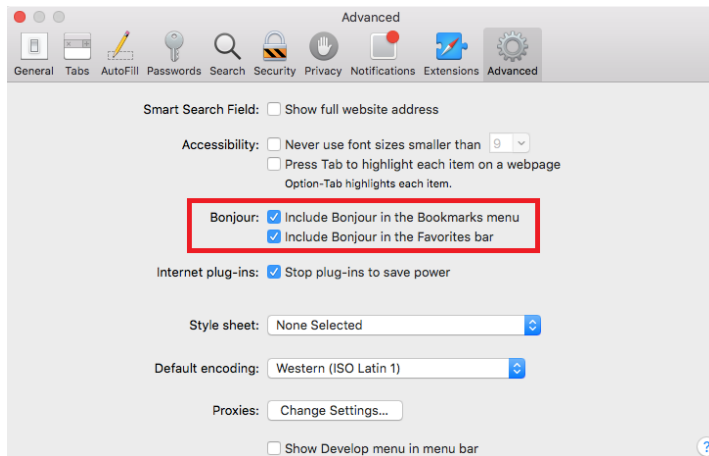 Advanced
General Tabs AutoFill Passwords Search Security Privacy Notifications Extensions Advanced
Smart Search Field: Show full website address
Accessibility: Never use font sizes smaller than 9
Press Tab to highlight each item on a webpage
Option-Tab highlights each item.
Bonjour: Include Bonjour in the Bookmarks menu
Include Bonjour in the Favorites bar
Internet plug-ins: Stop plug-ins to save power
Style sheet: None Selected
Default encoding: Western (ISO Latin 1)
Proxies: Change Settings...
Show Develop menu in menu bar
?